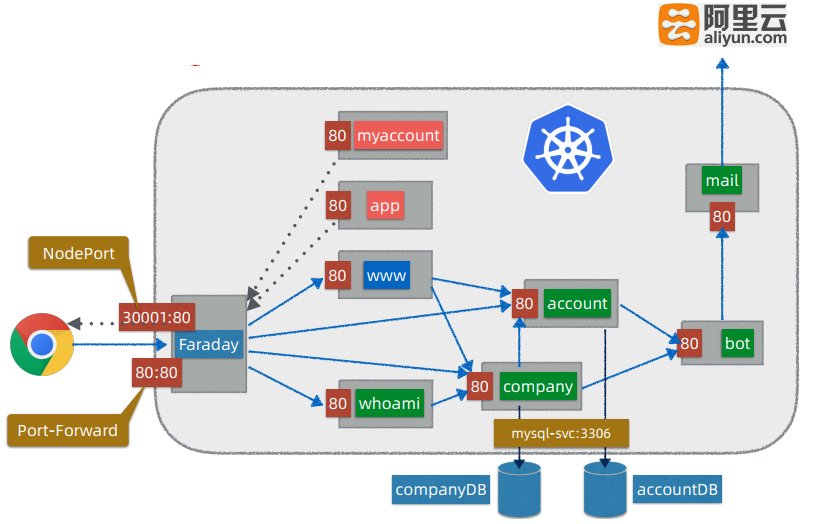 阿里云
aliyun.com
80 myaccount
mail
80 app
80
NodePort
80 www
30001:80
80 account
Faraday
80 bot
80:80
80 company
80 whoami
Port-Forward
mysql-svc:3306
companyDB
accountDB